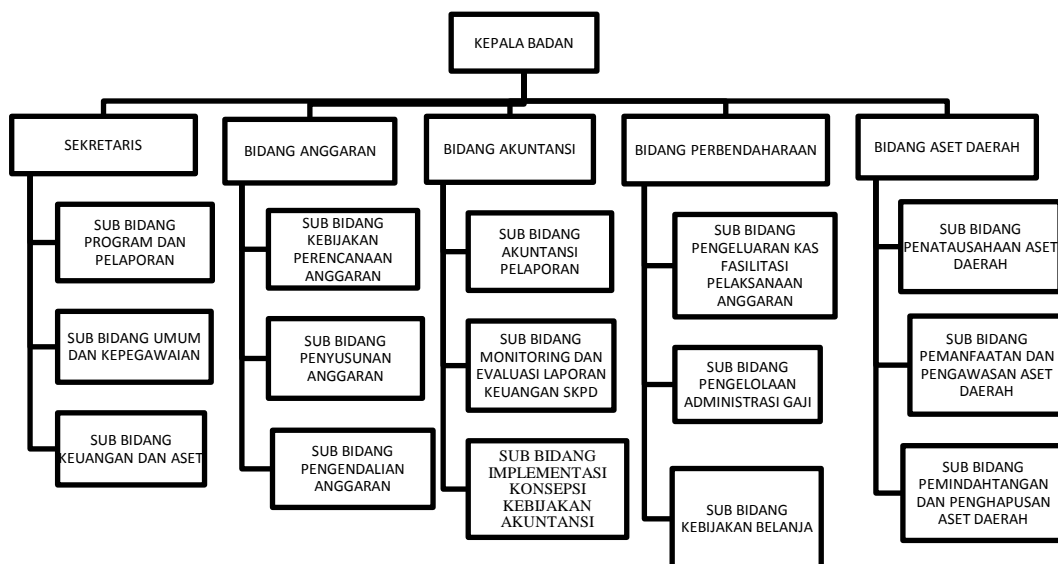 KEPALA BADAN
SEKRETARIS
BIDANG ANGGARAN
BIDANG AKUNTANSI
BIDANG PERBENDAHARAAN
BIDANG ASET DAERAH
SUB BIDANG
PROGRAM DAN
PELAPORAN
SUB BIDANG UMUM
DAN KEPEGAWAIAN
SUB BIDANG
KEUANGAN DAN ASET
SUB BIDANG
KEBIJAKAN
PERENCANAAN
ANGGARAN
SUB BIDANG
PENYUSUNAN
ANGGARAN
SUB BIDANG
PENGENDALIAN
ANGGARAN
SUB BIDANG
AKUNTANSI
PELAPORAN
SUB BIDANG
MONITORING DAN
EVALUASI LAPORAN
KEUANGAN SKPD
SUB BIDANG
IMPLEMENTASI
KONSEPSI
KEBIJAKAN
AKUNTANSI
SUB BIDANG
PENGELUARAN KAS
FASILITASI
PELAKSANAAN
ANGGARAN
SUB BIDANG
PENGELOLAAN
ADMINISTRASI GAJI
SUB BIDANG
KEBIJAKAN BELANJA
SUB BIDANG
PENATAUSAHAAN ASET
DAERAH
SUB BIDANG
PEMANFAATAN DAN
PENGAWASAN ASET
DAERAH
SUB BIDANG
PEMINDAHTANGAN
DAN PENGHAPUSAN
ASET DAERAH